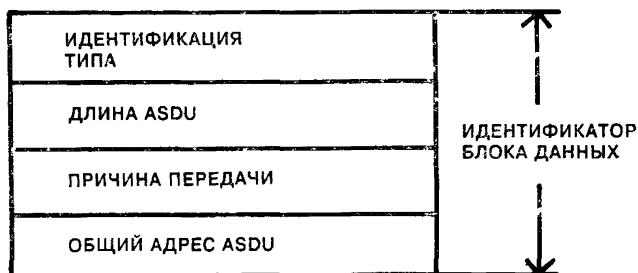 ИДЕНТИФИКАЦИЯ
ТИПА
ДЛИНА ASDU
ПРИЧИНА ПЕРЕДАЧИ
ОБЩИЙ АДРЕС ASDU
ИДЕНТИФИКАТОР
БЛОКА ДАННЫХ